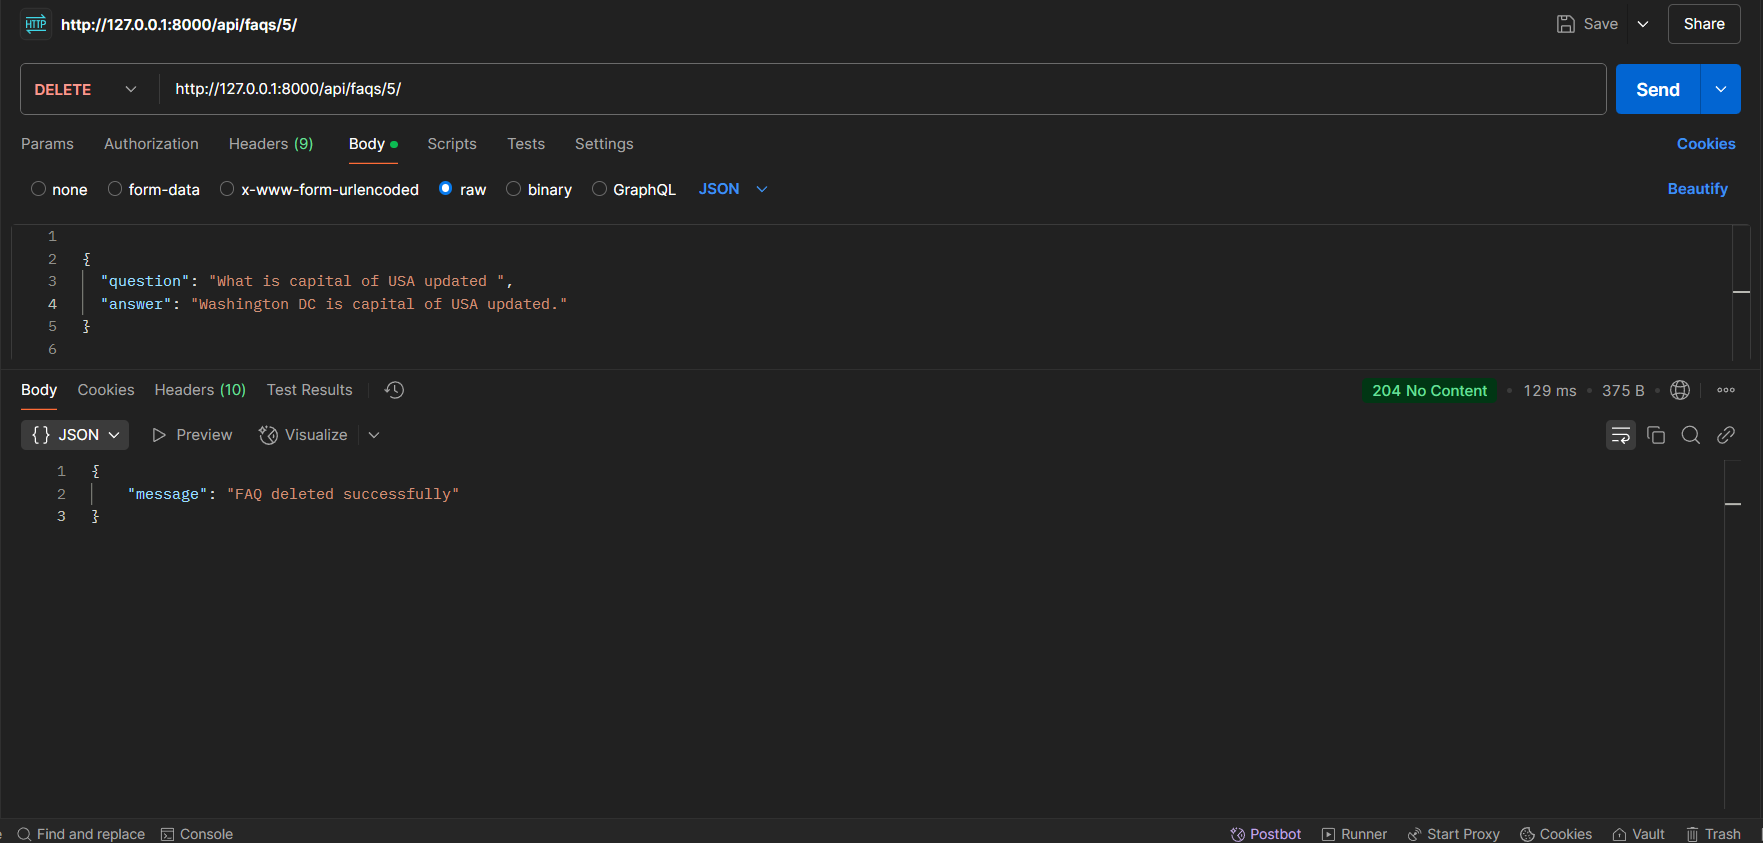 HTTP http://127.0.0.1:8000/api/faqs/5/ Save Share
DELETE http://127.0.0.1:8000/api/faqs/5/ Send
Params Authorization Headers (9) Body Scripts Tests Settings Cookies
none form-data x-www-form-urlencoded raw binary GraphQL JSON Beautify
1
2 {
3 "question": "What is capital of USA updated ",
4 "answer": "Washington DC is capital of USA updated."
5 }
6
Body Cookies Headers (10) Test Results 204 No Content • 129 ms • 375 B •
{} JSON Preview Visualize
1 {
2 "message": "FAQ deleted successfully"
3 }
Find and replace Console Postbot Runner Start Proxy Cookies Vault Trash